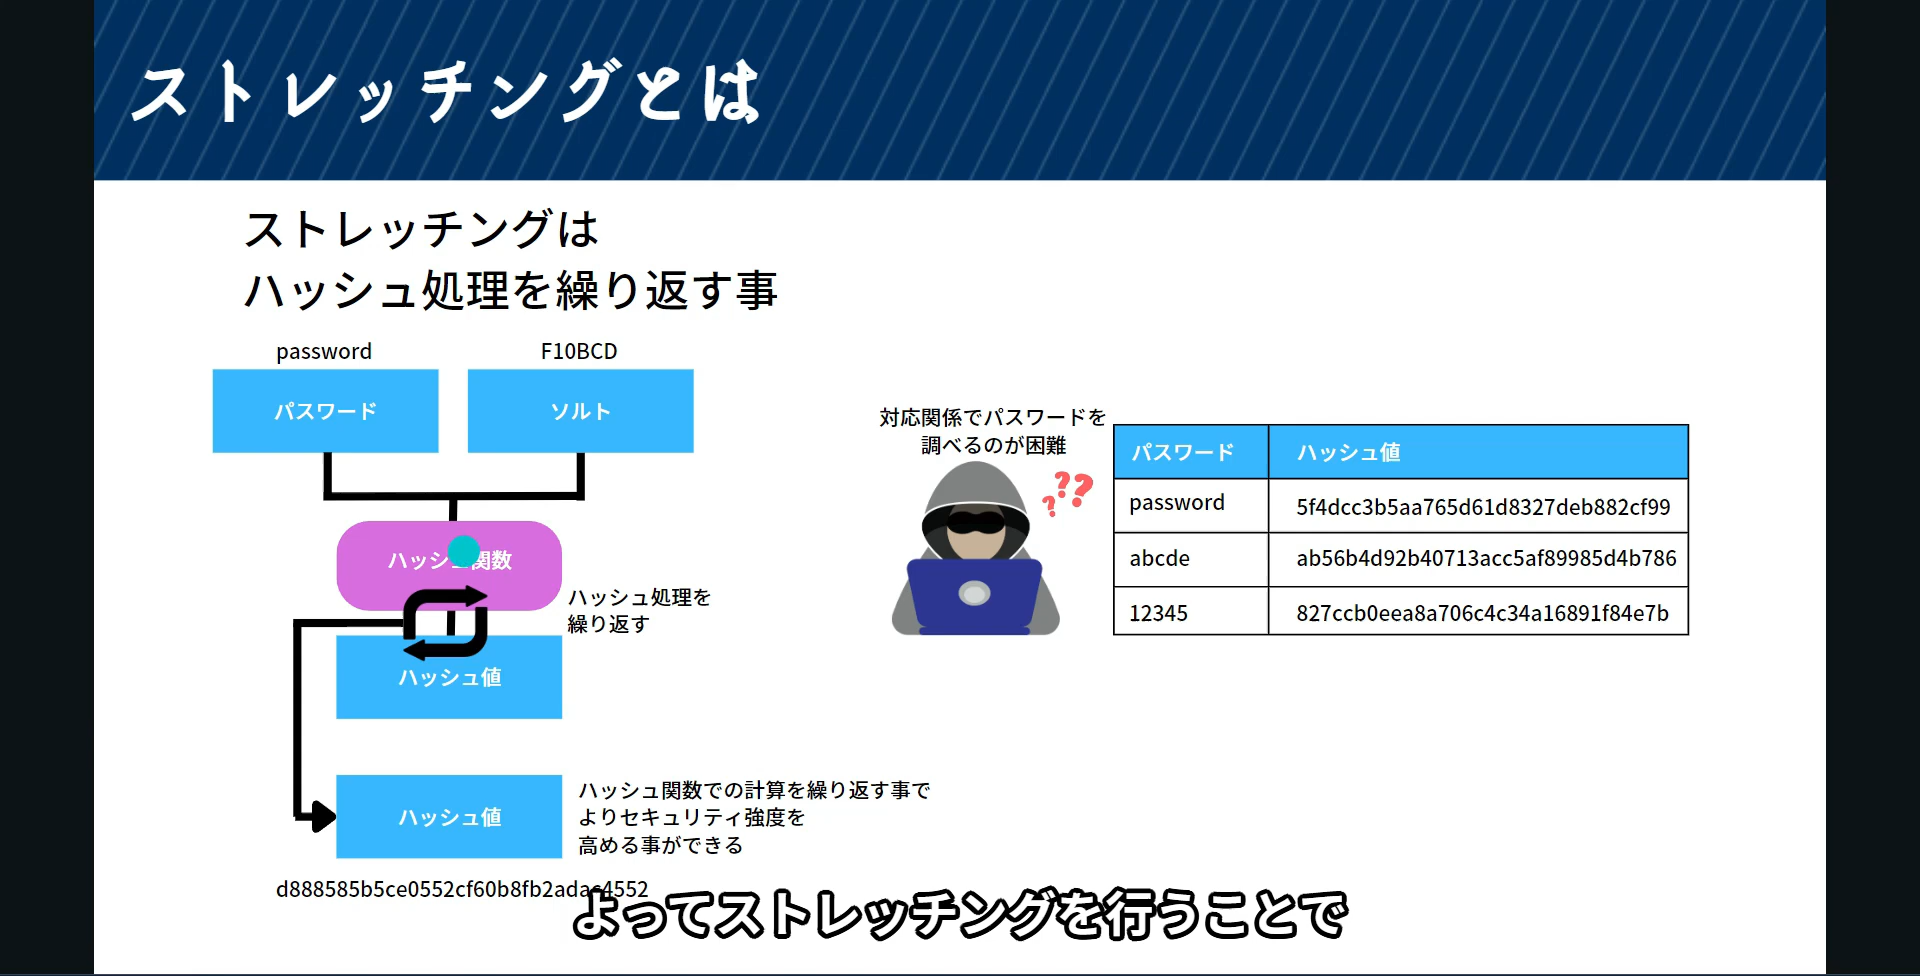 ストレッチングとは
ストレッチングは
ハッシュ処理を繰り返す事
password
F10BCD
パスワード
ソルト
ハッシュ関数
ハッシュ処理を
繰り返す
ハッシュ値
ハッシュ値
ハッシュ関数での計算を繰り返す事で
よりセキュリティ強度を
高める事ができる
d888585b5ce0552cf60b8fb2adac4552
対応関係でパスワードを
調べるのが困難
???
パスワード ハッシュ値
password 5f4dcc3b5aa765d61d8327deb882cf99
abcde ab56b4d92b40713acc5af89985d4b786
12345 827ccb0eea8a706c4c34a16891f84e7b
よってストレッチングを行うことで